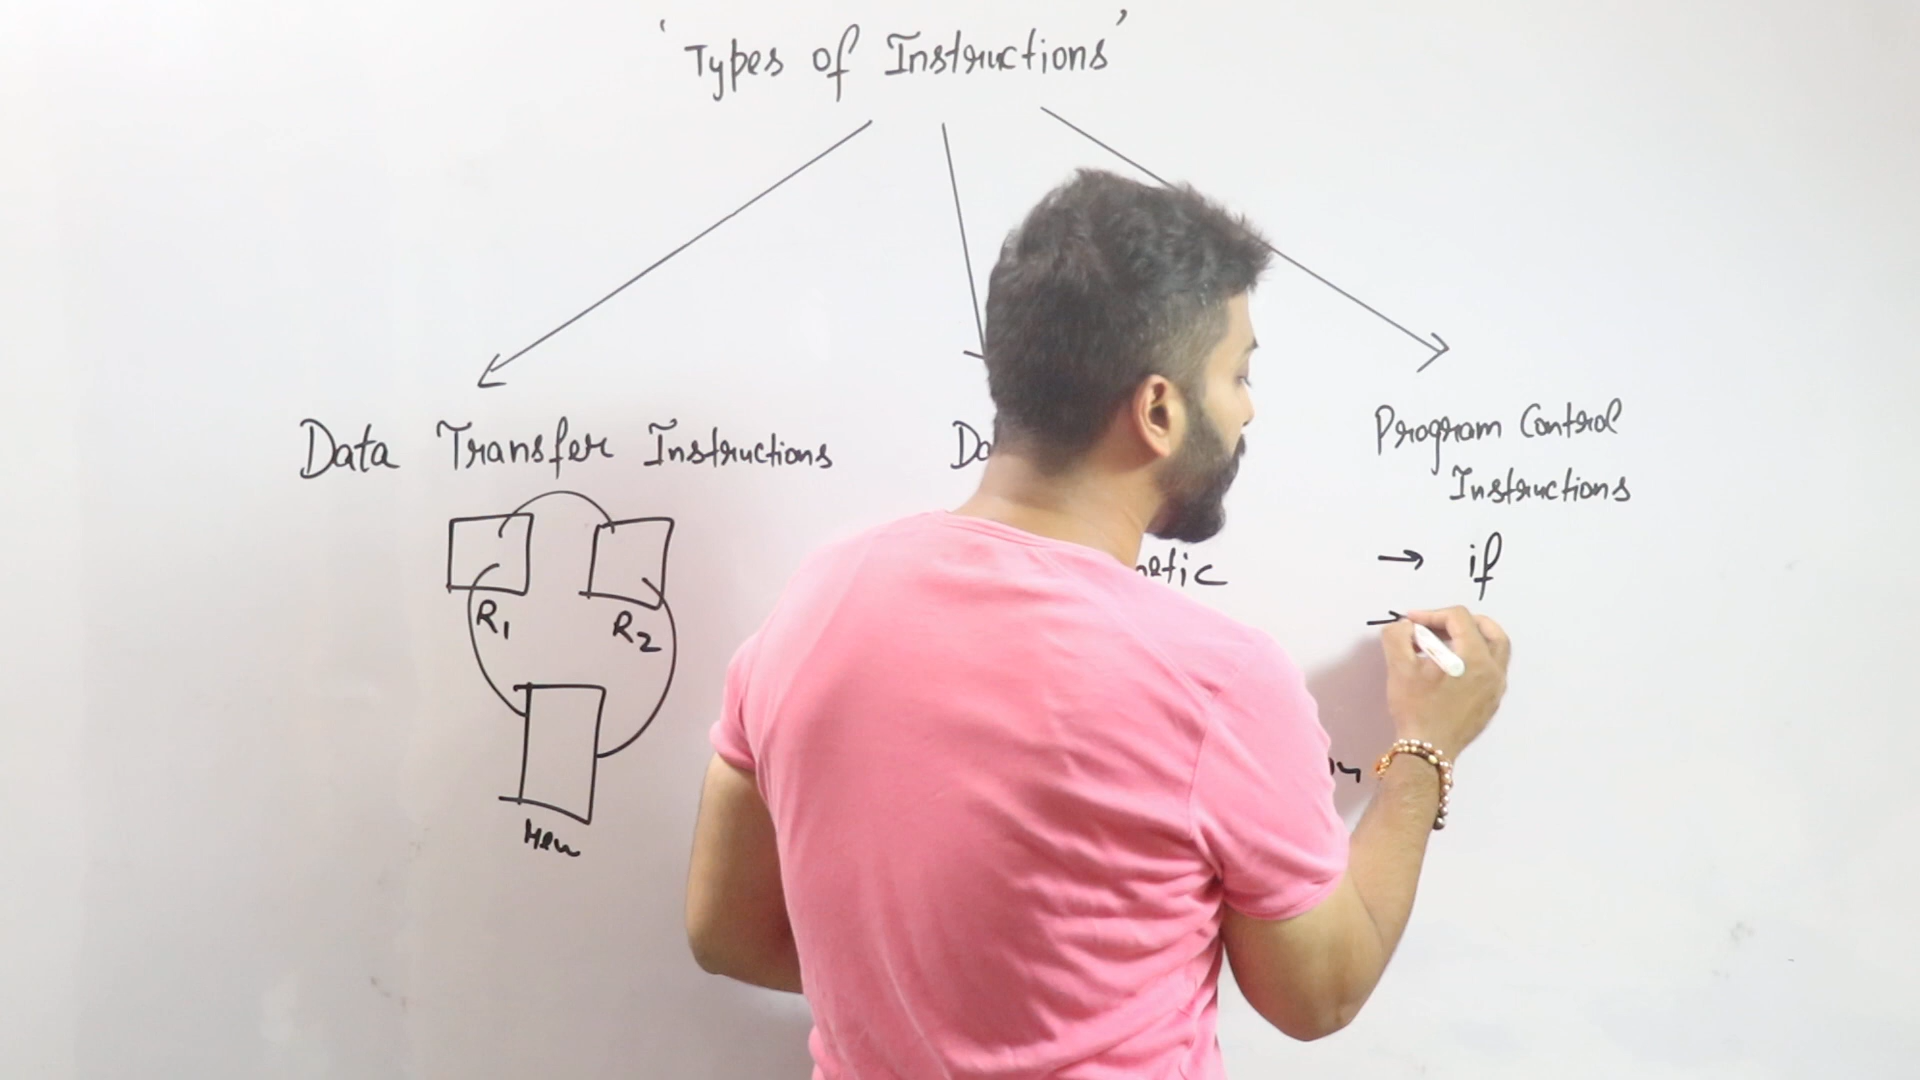 'Types of Instructions'
Data Transfer Instructions
Program Control
Instructions
→ if
→
R1
R2
Mem